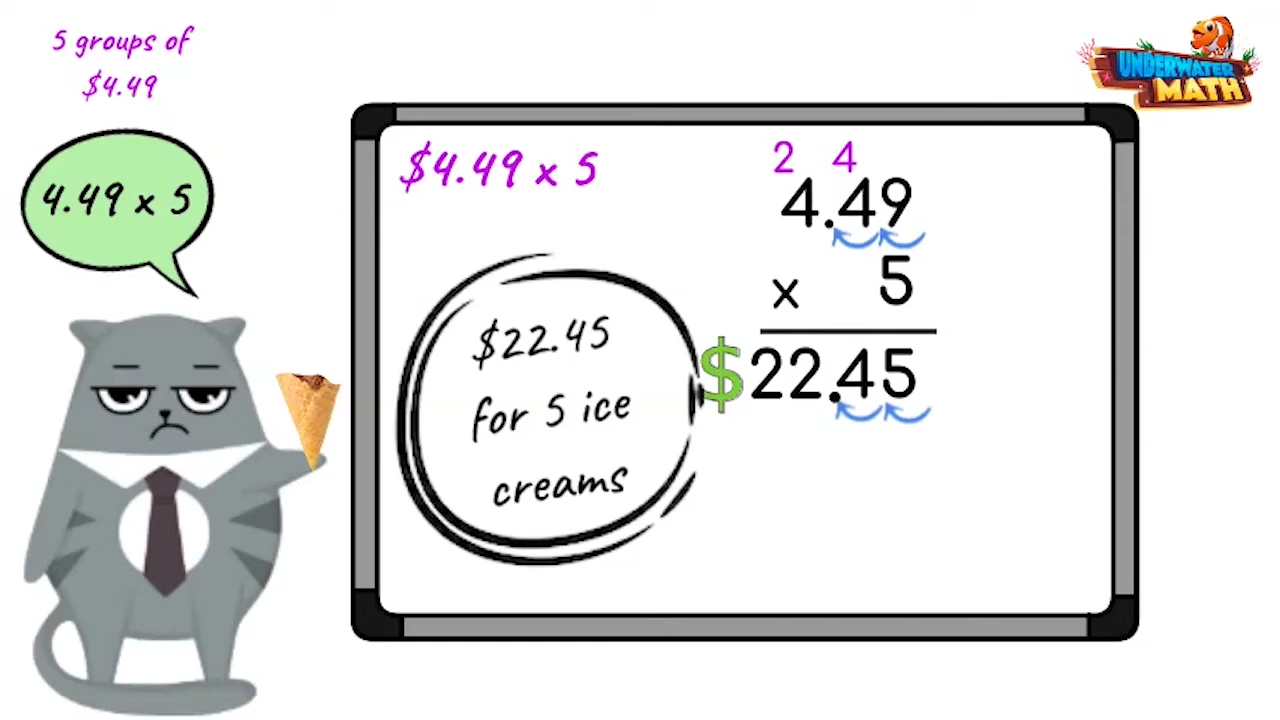 5 groups of
$4.49
4.49 x 5
UNDERWATER
MATH
$4.49 x 5
2 4
4.49
x 5
$22.45
$22.45
for 5 ice
creams